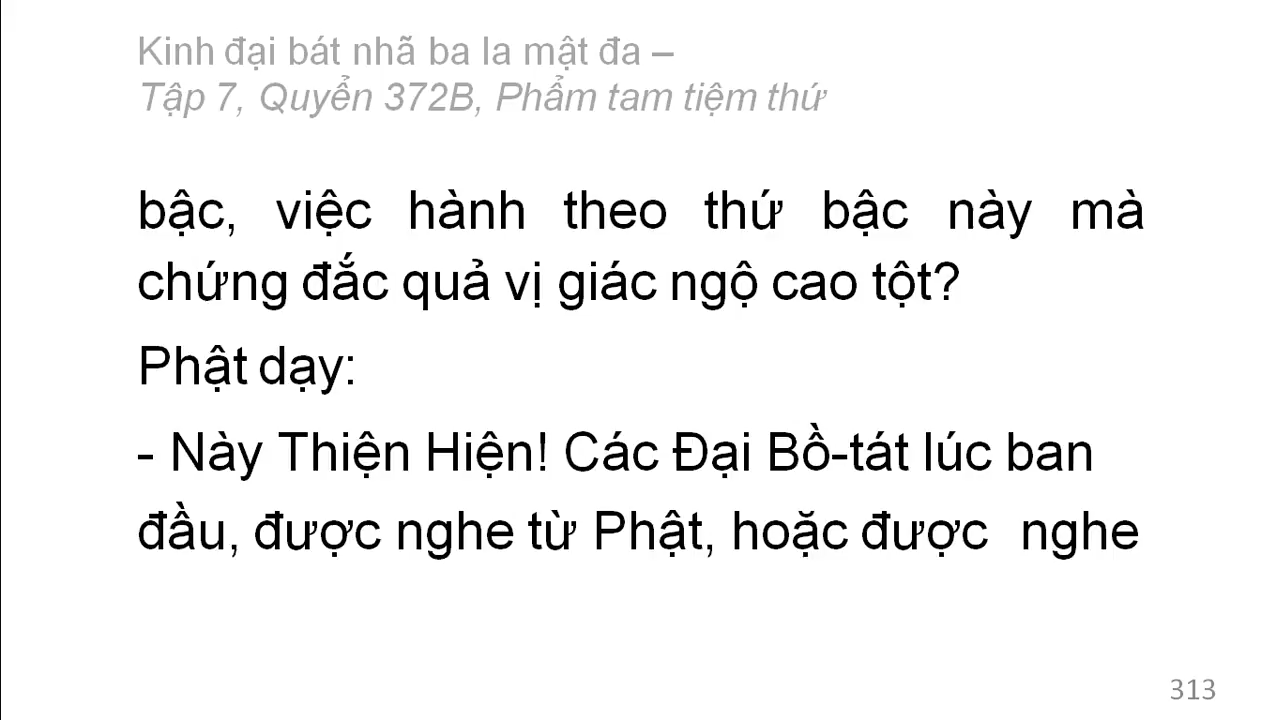 Kinh đại bát nhã ba la mật đa –
Tập 7, Quyển 372B, Phẩm tam tiệm thứ
bậc, việc hành theo thứ bậc này mà
chứng đắc quả vị giác ngộ cao tột?
Phật dạy:
- Này Thiện Hiện! Các Đại Bồ-tát lúc ban
đầu, được nghe từ Phật, hoặc được nghe
313